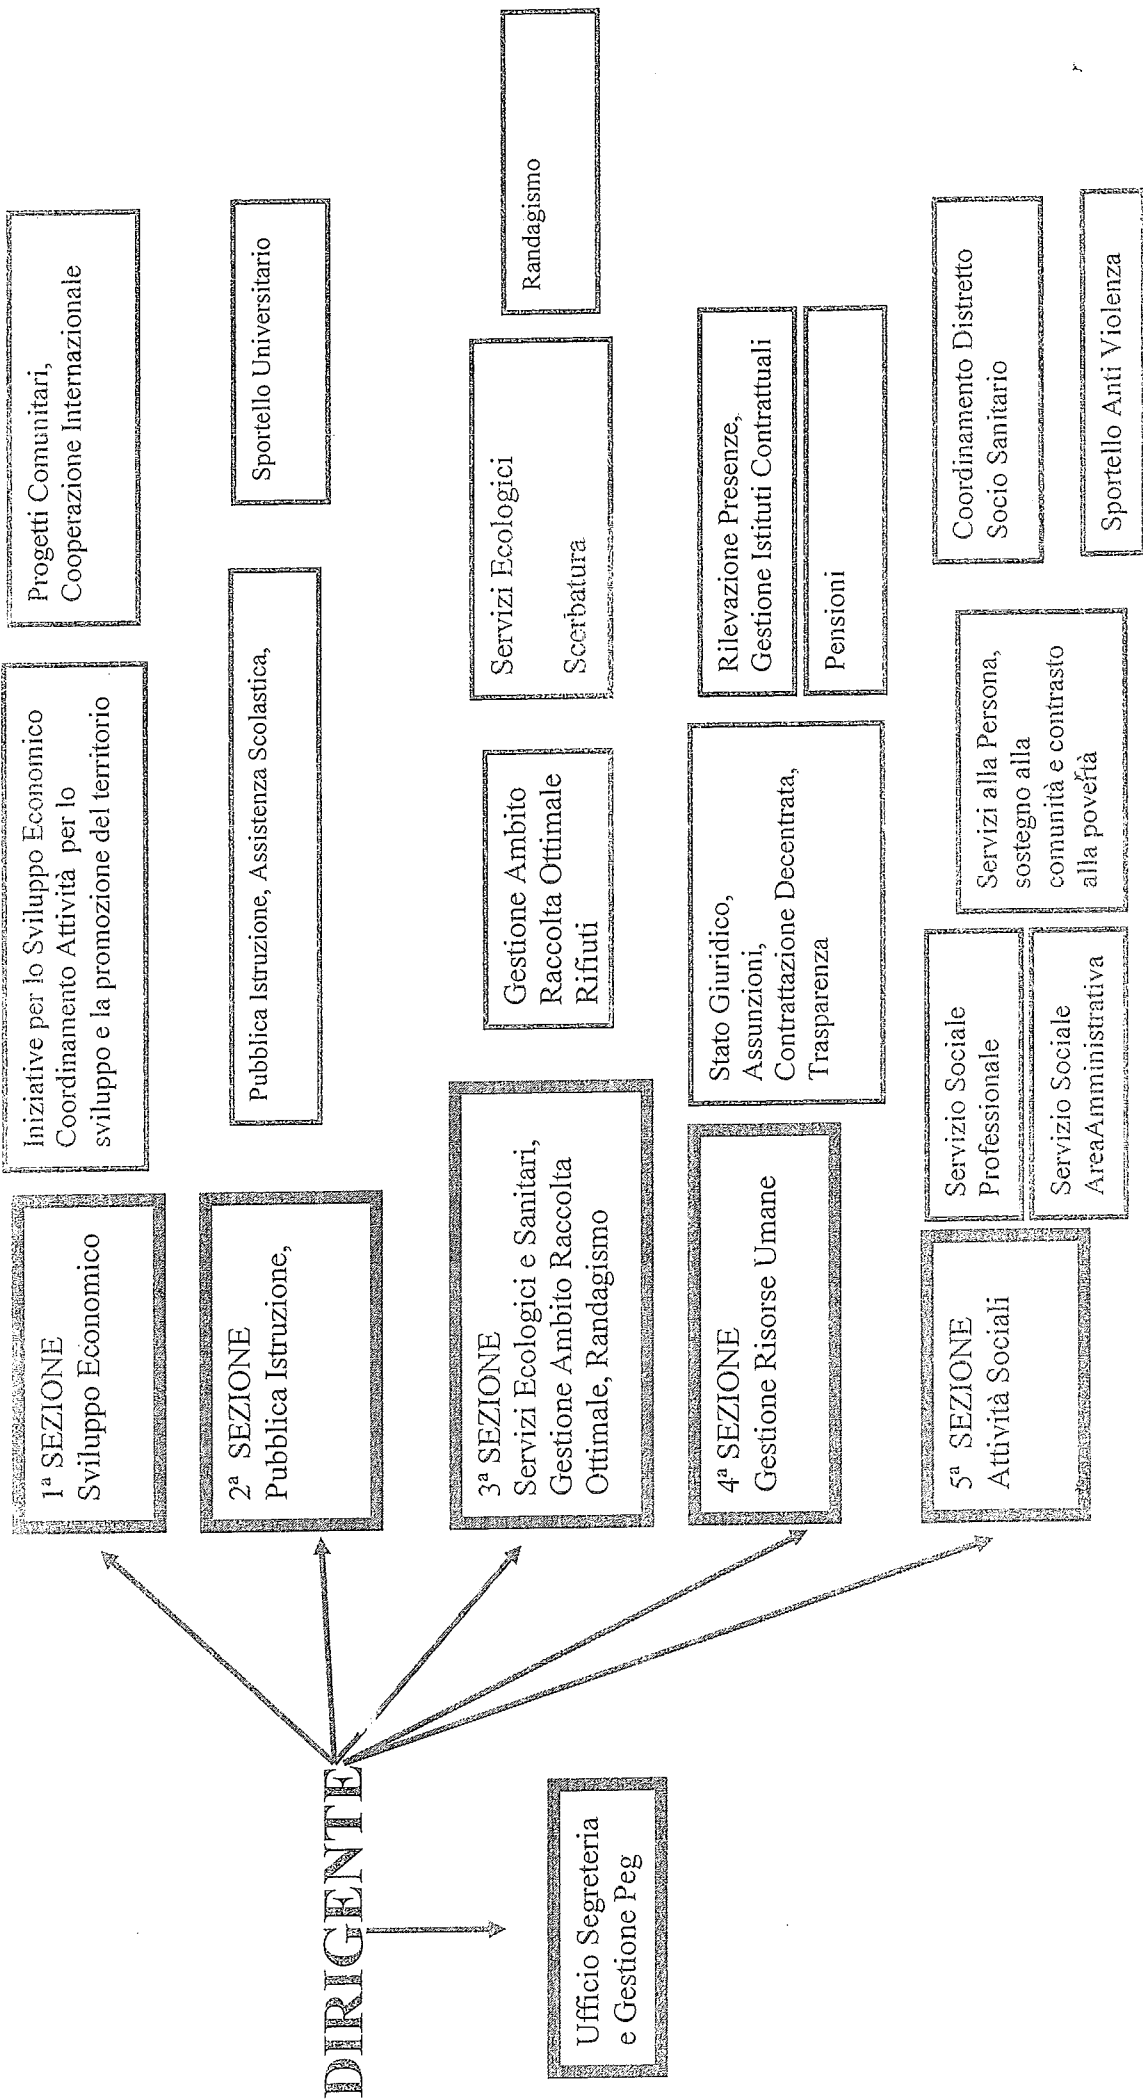 DIRIGENTE
Ufficio Segreteria
e Gestione Peg
1ª SEZIONE
Sviluppo Economico
Iniziative per lo Sviluppo Economico
Coordinamento Attività per lo
sviluppo e la promozione del territorio
Progetti Comunitari,
Cooperazione Internazionale
2ª SEZIONE
Pubblica Istruzione,
Pubblica Istruzione, Assistenza Scolastica,
Sportello Universitario
3ª SEZIONE
Servizi Ecologici e Sanitari,
Gestione Ambito Raccolta
Ottimale, Randagismo
Gestione Ambito
Raccolta Ottimale
Rifiuti
Servizi Ecologici
Scerbatura
Randagismo
4ª SEZIONE
Gestione Risorse Umane
Stato Giuridico,
Assunzioni,
Contrattazione Decentrata,
Trasparenza
Rilevazione Presenze,
Gestione Istituti Contrattuali
Pensioni
5ª SEZIONE
Attività Sociali
Servizio Sociale
Professionale
Servizio Sociale
AreaAmministrativa
Servizi alla Persona,
sostegno alla
comunità e contrasto
alla povertà
Coordinamento Distretto
Socio Sanitario
Sportello Anti Violenza